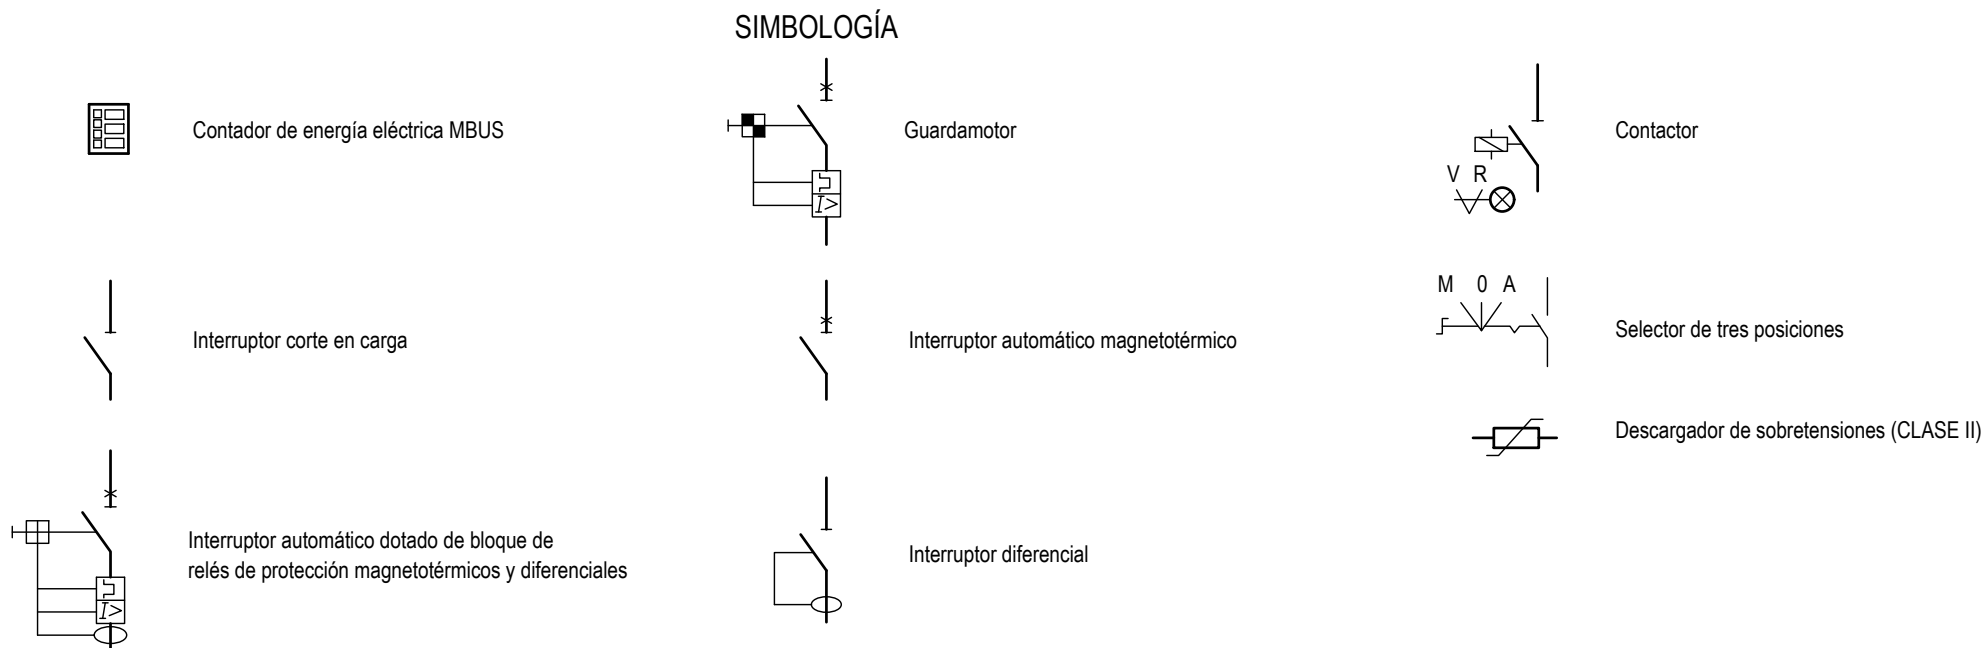 SIMBOLOGÍA
Contador de energía eléctrica MBUS
Guardamotor
I>
Contactor
V R
Interruptor corte en carga
Interruptor automático magnetotérmico
M 0 A
Selector de tres posiciones
Descargador de sobretensiones (CLASE II)
Interruptor automático dotado de bloque de
relés de protección magnetotérmicos y diferenciales
I>
Interruptor diferencial